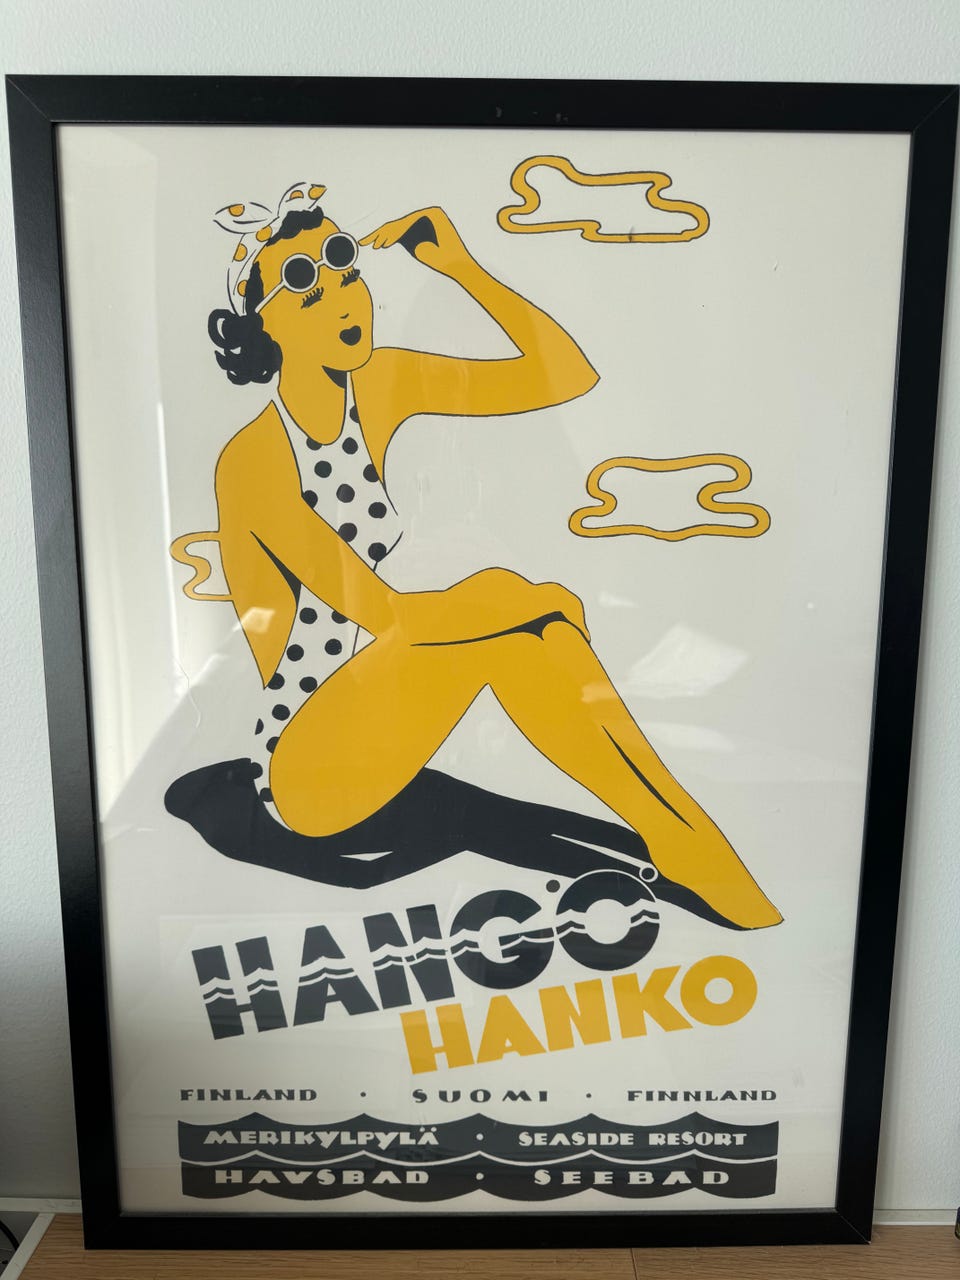 HANGÖ
HANKO
FINLAND · SUOMI · FINNLAND
MERIKYLPYLÄ · SEASIDE RESORT
HAVSBAD · SEEBAD